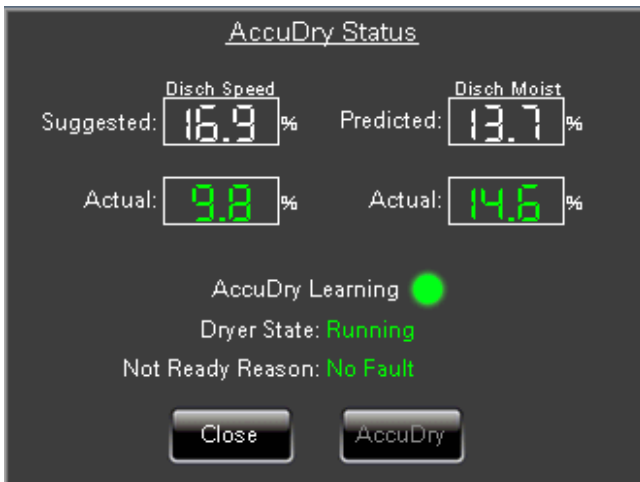 AccuDry Status
Disch Speed Disch Moist
Suggested: 16.9 % Predicted: 13.7 %
Actual: 9.8 % Actual: 14.6 %
AccuDry Learning
Dryer State: Running
Not Ready Reason: No Fault
Close AccuDry